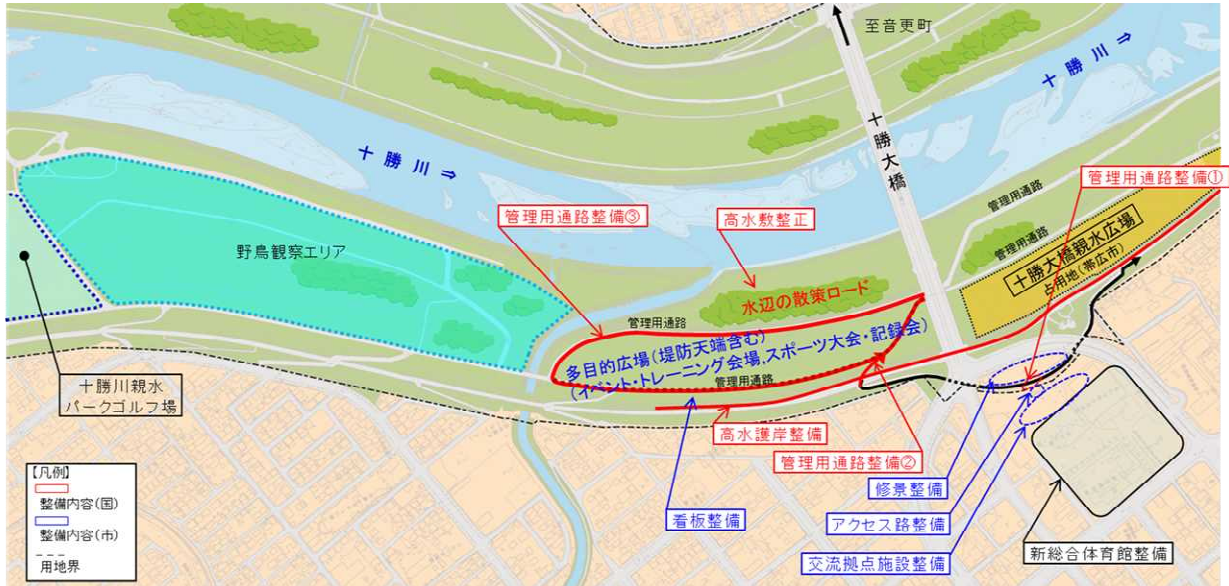 至音更町
十勝川⇒
十勝川⇒
十勝大橋
管理用通路整備①
管理用通路
管理用通路整備③
高水敷整正
十勝大橋親水広場
占用地(帯広市)
野鳥観察エリア
管理用通路
水辺の散策ロード
管理用通路
多目的広場(堤防天端含む)
(イベント・トレーニング会場,スポーツ大会・記録会)
管理用通路
十勝川親水
パークゴルフ場
高水護岸整備
管理用通路整備②
修景整備
看板整備
アクセス路整備
交流拠点施設整備
新総合体育館整備
【凡例】
整備内容(国)
整備内容(市)
用地界